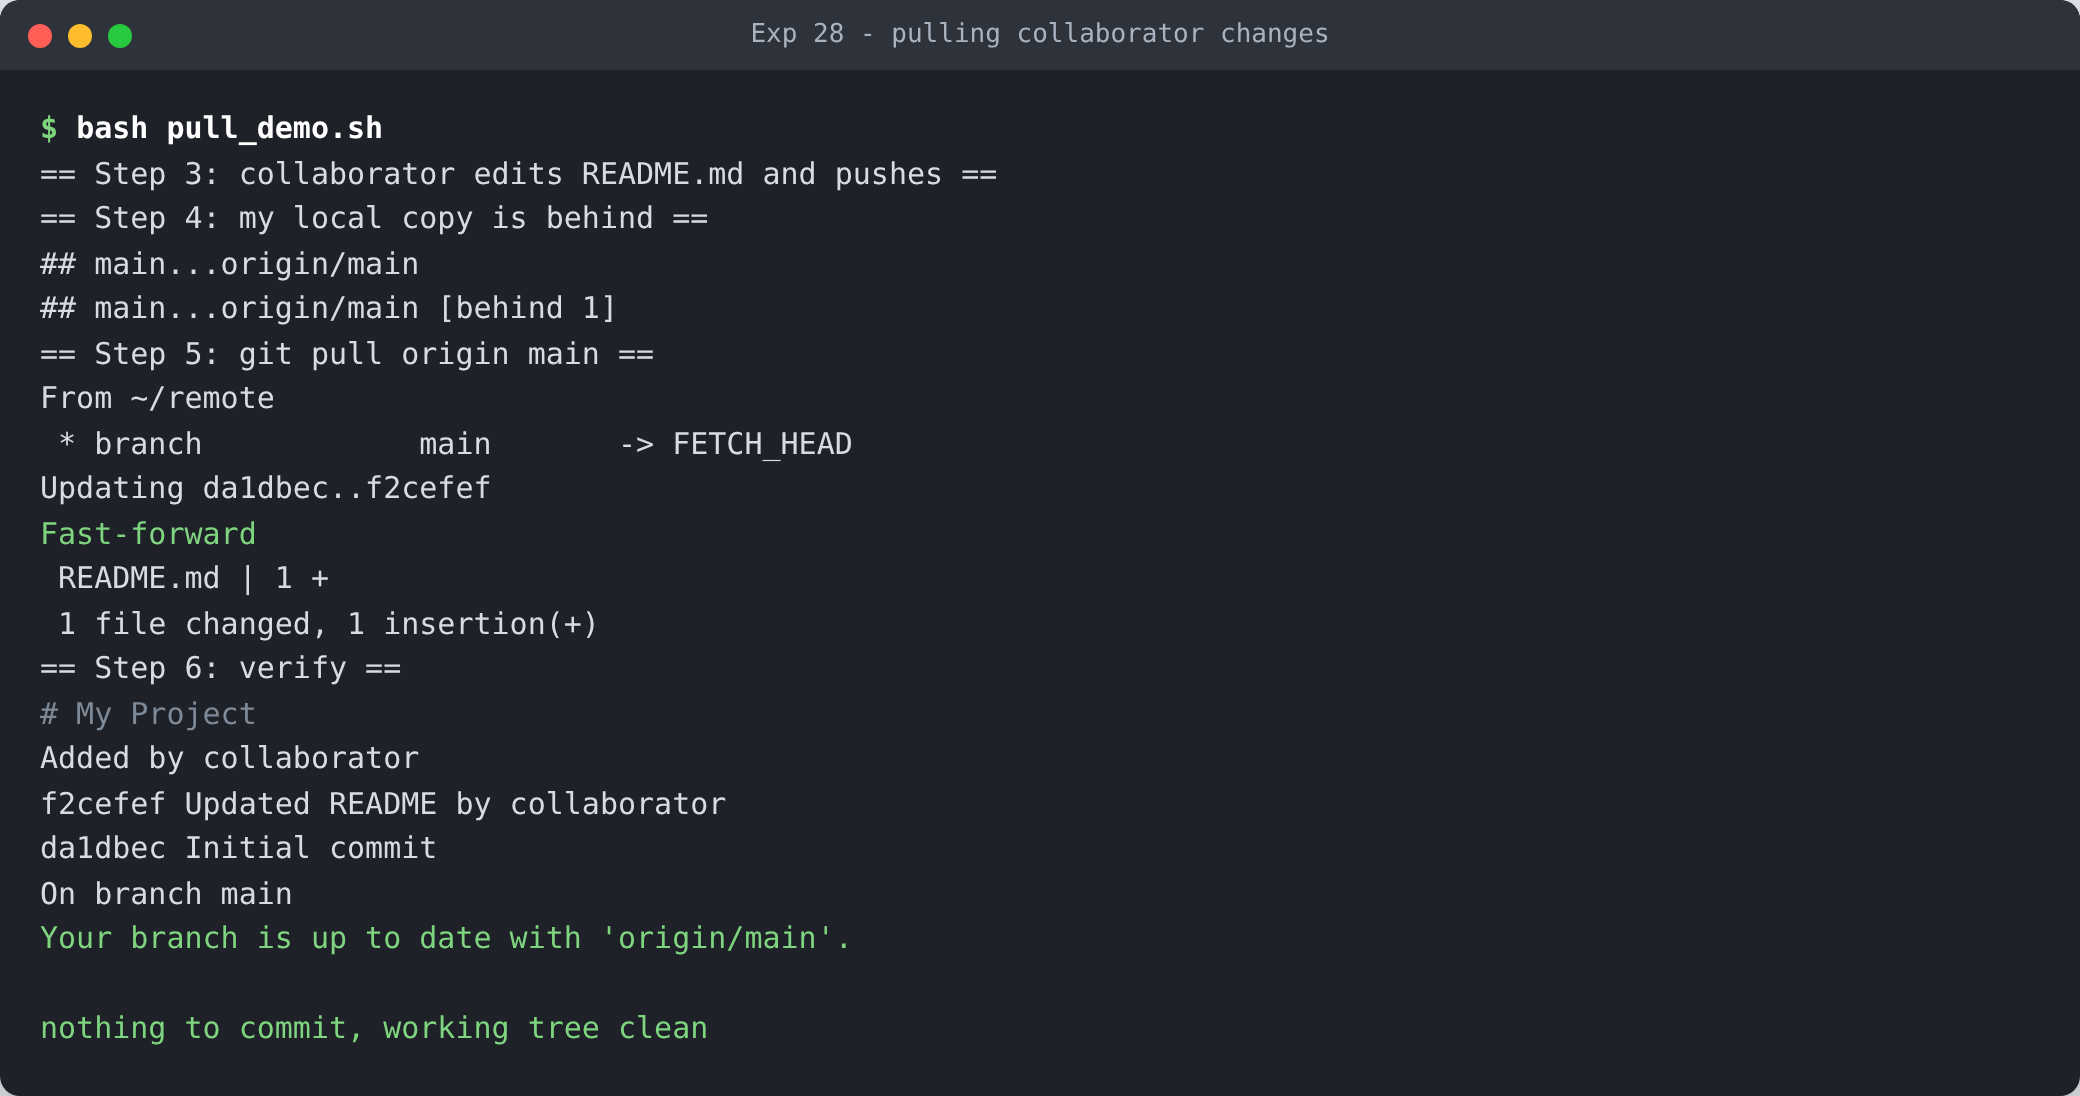 Exp 28 - pulling collaborator changes
$ bash pull_demo.sh
== Step 3: collaborator edits README.md and pushes ==
== Step 4: my local copy is behind ==
## main...origin/main
## main...origin/main [behind 1]
== Step 5: git pull origin main ==
From ~/remote
 * branch            main       -> FETCH_HEAD
Updating da1dbec..f2cefef
Fast-forward
 README.md | 1 +
 1 file changed, 1 insertion(+)
== Step 6: verify ==
# My Project
Added by collaborator
f2cefef Updated README by collaborator
da1dbec Initial commit
On branch main
Your branch is up to date with 'origin/main'.

nothing to commit, working tree clean